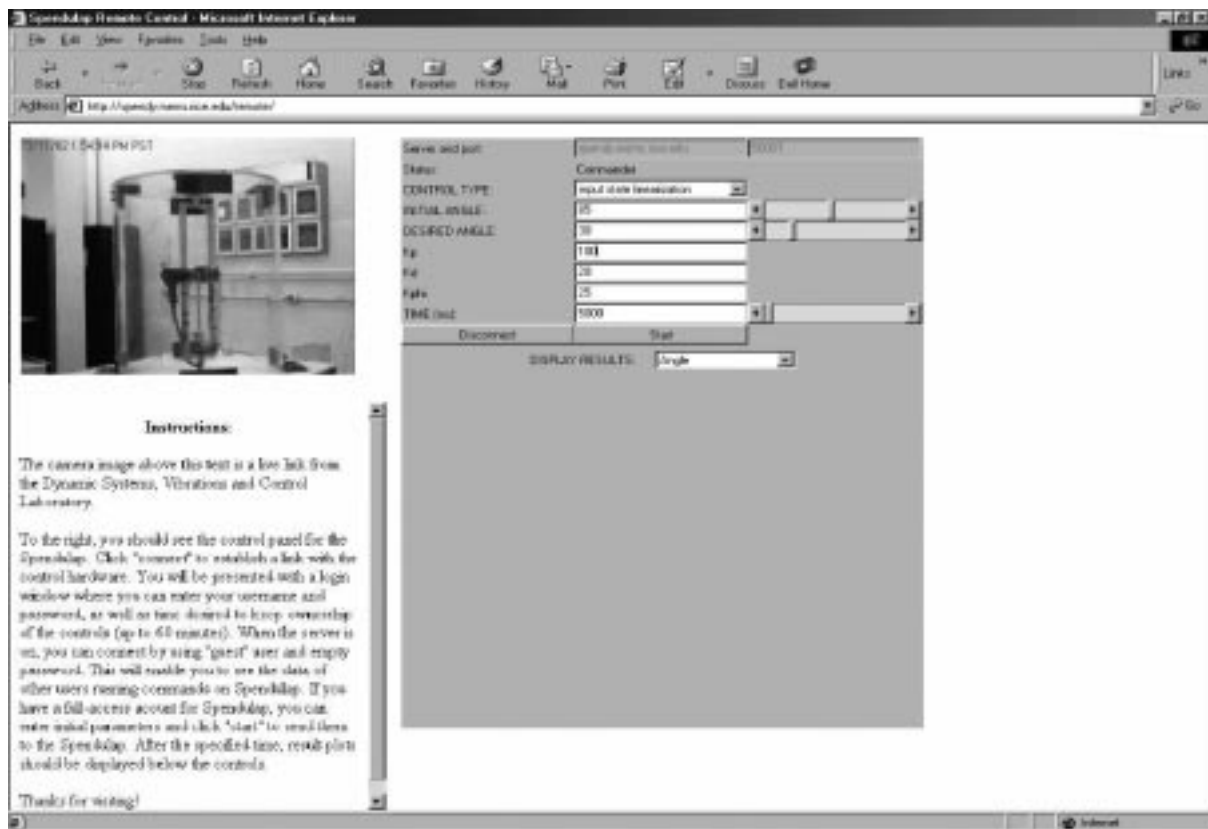 Spendulap Remote Control - Microsoft Internet Explorer
File Edit View Favorites Tools Help
Back Stop Refresh Home Search Favorites History Mail Print Edit Discuss Dell Home
Links
Address http://spendy.mems.rice.edu/remote/
Go
PM PST
Server and port:
Status: Commander
CONTROL TYPE: input state linearization
INITIAL ANGLE: 85
DESIRED ANGLE: 30
Kp 100
Kd 20
25
TIME (ms): 5000
Disconnect Start
DISPLAY RESULTS: Angle
Instructions:
The camera image above this text is a live link from
the Dynamic Systems, Vibrations and Control
Laboratory.
To the right, you should see the control panel for the
Spendulap. Click "connect" to establish a link with the
control hardware. You will be presented with a login
window where you can enter your username and
password, as well as time desired to keep ownership
of the controls (up to 60 minutes). When the server is
on, you can connect by using "guest" user and empty
password. This will enable you to see the data of
other users running commands on Spendulap. If you
have a full-access acount for Spendulap, you can
enter initial parameters and click "start" to send them
to the Spendulap. After the specified time, result plots
should be displayed below the controls.
Thanks for visiting!
Internet